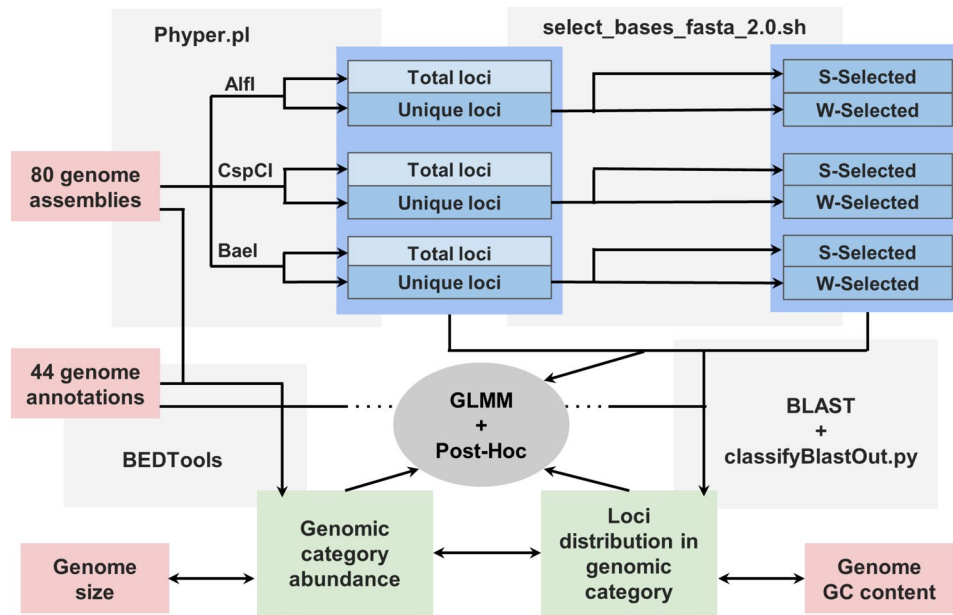 Phyper.pl
select_bases_fasta_2.0.sh
AlfI
Total loci
Unique loci
S-Selected
W-Selected
80 genome
assemblies
CspCI
Total loci
Unique loci
S-Selected
W-Selected
BaeI
Total loci
Unique loci
S-Selected
W-Selected
44 genome
annotations
BEDTools
GLMM
+
Post-Hoc
BLAST
+
classifyBlastOut.py
Genomic
category
abundance
Loci
distribution in
genomic
category
Genome
size
Genome
GC content